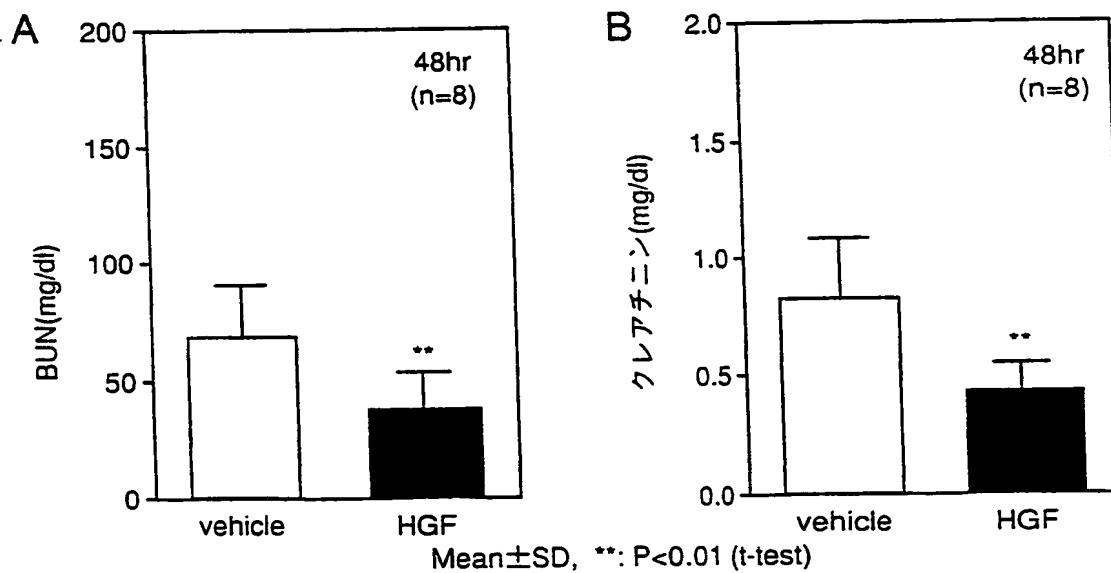 A
200
150
100
50
0
BUN(mg/dl)
48hr
(n=8)
**
vehicle
HGF
B
2.0
1.5
1.0
0.5
0.0
クレアチニン(mg/dl)
48hr
(n=8)
**
vehicle
HGF
Mean±SD, **: P<0.01 (t-test)